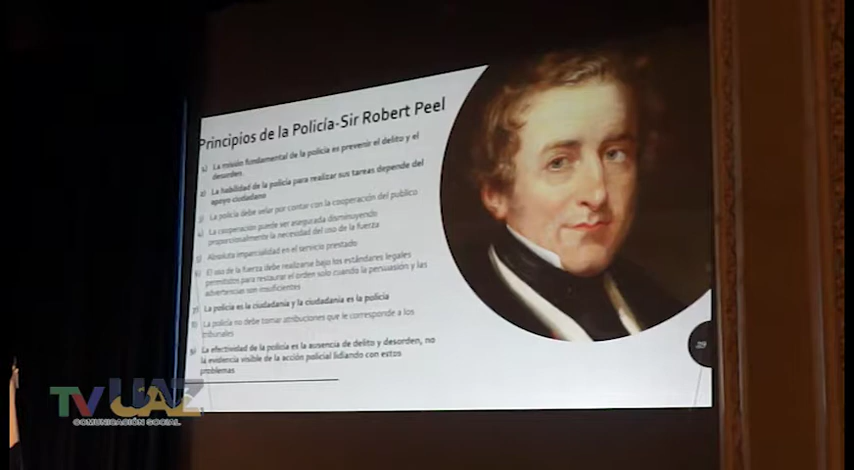 Principios de la Policía-Sir Robert Peel
1) La misión fundamental de la policía es prevenir el delito y el
desorden
2) La habilidad de la policía para realizar sus tareas depende del
apoyo ciudadano
3) La policía debe velar por contar con la cooperación del publico
4) La cooperación puede ser asegurada disminuyendo
proporcionalmente la necesidad del uso de la fuerza
5) Absoluta imparcialidad en el servicio prestado
6) El uso de la fuerza debe realizarse bajo los estándares legales
permitidos para restaurar el orden solo cuando la persuasión y las
advertencias son insuficientes
7) La policía es la ciudadanía y la ciudadanía es la policía
8) La policía no debe tomar atribuciones que le corresponde a los
tribunales
9) La efectividad de la policía es la ausencia de delito y desorden, no
la evidencia visible de la acción policial lidiando con estos
problemas
29
TV UAZ
COMUNICACIÓN SOCIAL